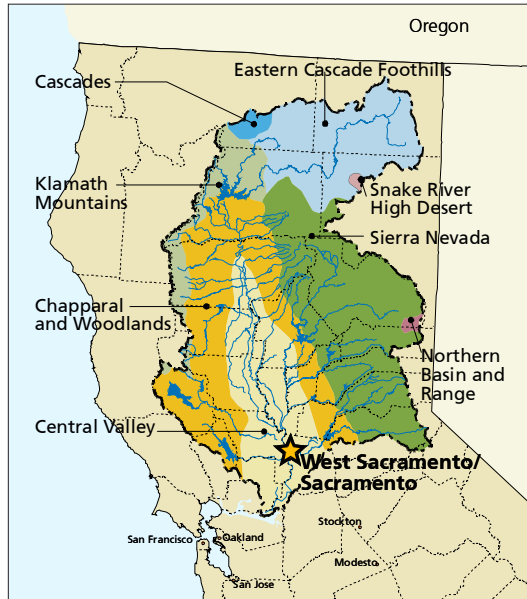 Oregon
Cascades
Eastern Cascade Foothills
Klamath
Mountains
Snake River
High Desert
Sierra Nevada
Chapparal
and Woodlands
Northern
Basin and
Range
Central Valley
West Sacramento/
Sacramento
Stockton
San Francisco
Oakland
Modesto
San Jose